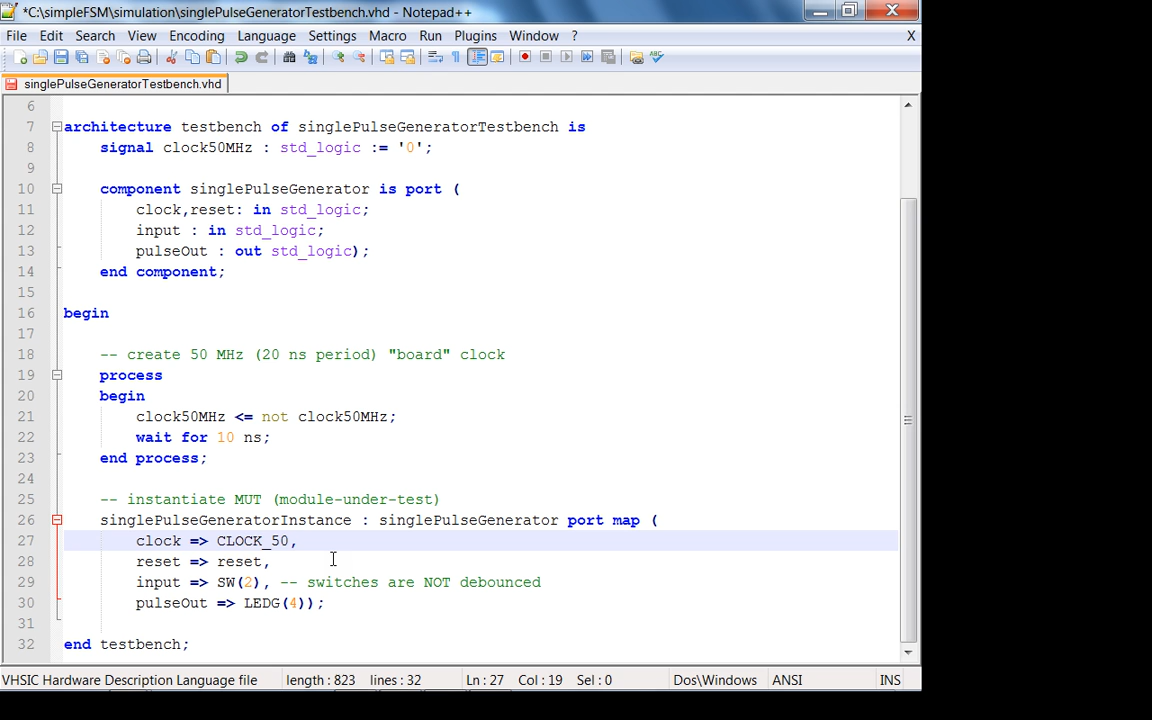 *C:\simpleFSM\simulation\singlePulseGeneratorTestbench.vhd - Notepad++
File Edit Search View Encoding Language Settings Macro Run Plugins Window ? X
singlePulseGeneratorTestbench.vhd
6
7 architecture testbench of singlePulseGeneratorTestbench is
8 signal clock50MHz : std_logic := '0';
9
10 component singlePulseGenerator is port (
11 clock,reset: in std_logic;
12 input : in std_logic;
13 pulseOut : out std_logic);
14 end component;
15
16 begin
17
18 -- create 50 MHz (20 ns period) "board" clock
19 process
20 begin
21 clock50MHz <= not clock50MHz;
22 wait for 10 ns;
23 end process;
24
25 -- instantiate MUT (module-under-test)
26 singlePulseGeneratorInstance : singlePulseGenerator port map (
27 clock => CLOCK_50,
28 reset => reset,
29 input => SW(2), -- switches are NOT debounced
30 pulseOut => LEDG(4));
31
32 end testbench;
VHSIC Hardware Description Language file length : 823 lines : 32 Ln : 27 Col : 19 Sel : 0 Dos\Windows ANSI INS